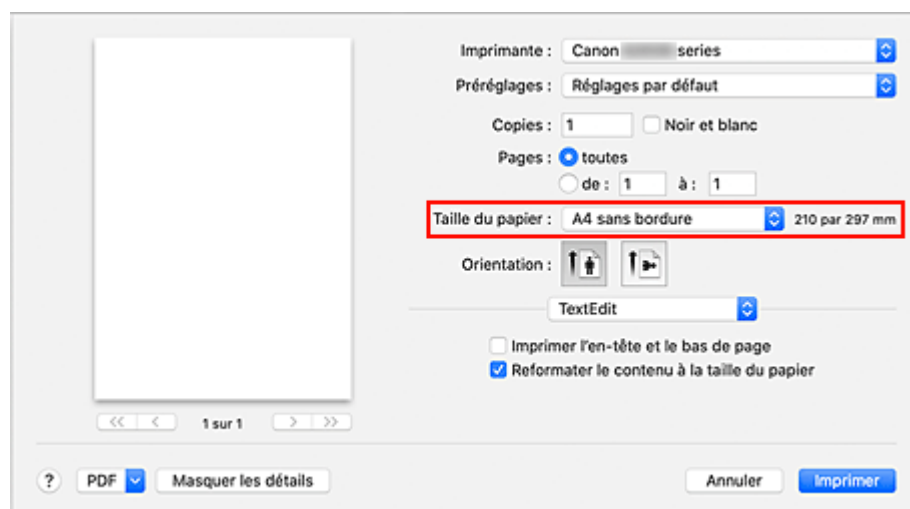 Imprimante : Canon series
Préréglages : Réglages par défaut
Copies : 1 Noir et blanc
Pages : toutes
de : 1 à : 1
Taille du papier : A4 sans bordure 210 par 297 mm
Orientation :
TextEdit
Imprimer l'en-tête et le bas de page
Reformater le contenu à la taille du papier
<< < 1 sur 1 > >>
? PDF Masquer les détails Annuler Imprimer